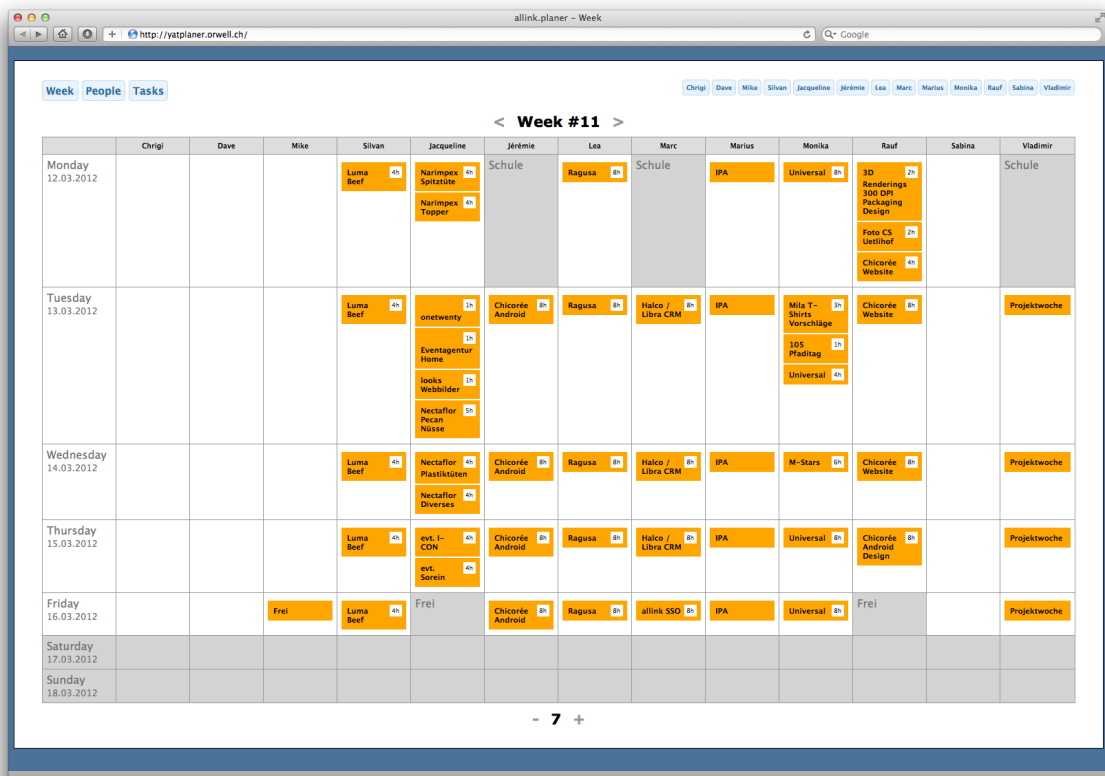 allink.planer – Week
http://yatplaner.orwell.ch/
Google
Week People Tasks
Chrigi Dave Mike Silvan Jacqueline Jérémie Lea Marc Marius Monika Rauf Sabina Vladimir
< Week #11 >
Chrigi Dave Mike Silvan Jacqueline Jérémie Lea Marc Marius Monika Rauf Sabina Vladimir
Monday
12.03.2012
Luma 4h
Beef
Narimpex 4h
Spitztüte
Narimpex 4h
Topper
Schule
Ragusa 8h
Schule
IPA
Universal 8h
3D 2h
Renderings
300 DPI
Packaging
Design
Foto CS 2h
Uetlihof
Chicorée 4h
Website
Schule
Tuesday
13.03.2012
Luma 4h
Beef
1h
onetwenty
1h
Eventagentur
Home
looks 1h
Webbilder
Nectaflor 5h
Pecan
Nüsse
Chicorée 8h
Android
Ragusa 8h
Halco / 8h
Libra CRM
IPA
Mila T- 3h
Shirts
Vorschläge
105 1h
Pfaditag
Universal 4h
Chicorée 8h
Website
Projektwoche
Wednesday
14.03.2012
Luma 4h
Beef
Nectaflor 4h
Plastiktüten
Nectaflor 4h
Diverses
Chicorée 8h
Android
Ragusa 8h
Halco / 8h
Libra CRM
IPA
M-Stars 6h
Chicorée 8h
Website
Projektwoche
Thursday
15.03.2012
Luma 4h
Beef
evt. I- 4h
CON
evt. 4h
Sorein
Chicorée 8h
Android
Ragusa 8h
Halco / 8h
Libra CRM
IPA
Universal 8h
Chicorée 8h
Android
Design
Projektwoche
Friday
16.03.2012
Frei
Luma 4h
Beef
Frei
Chicorée 8h
Android
Ragusa 8h
allink SSO 8h
IPA
Universal 8h
Frei
Projektwoche
Saturday
17.03.2012
Sunday
18.03.2012
- 7 +